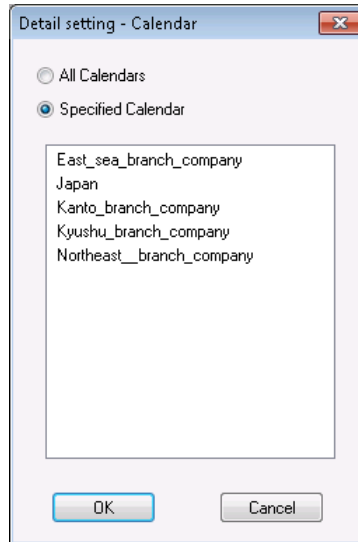 Detail setting - Calendar
All Calendars
Specified Calendar
East_sea_branch_company
Japan
Kanto_branch_company
Kyushu_branch_company
Northeast__branch_company
OK
Cancel